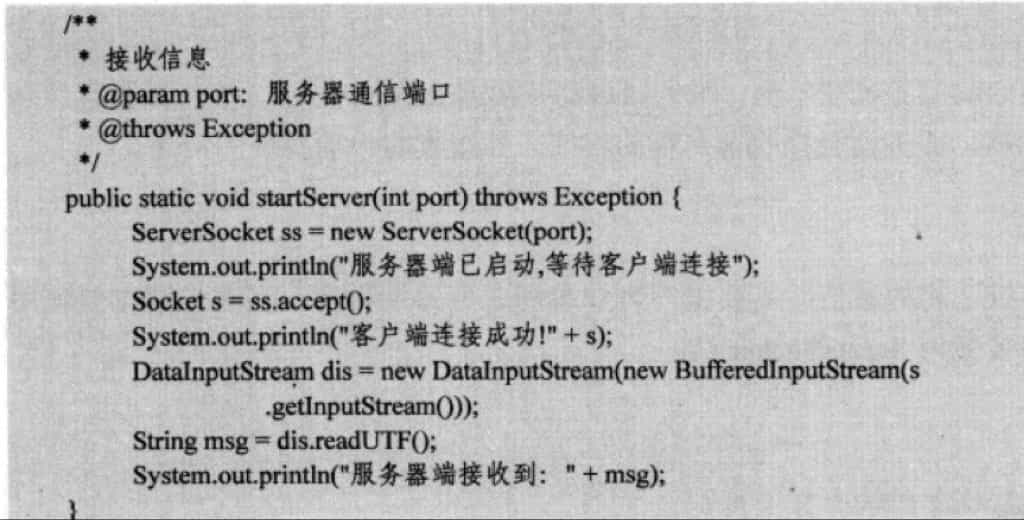 /**
 * 接收信息
 * @param port: 服务器通信端口
 * @throws Exception
 */
public static void startServer(int port) throws Exception {
ServerSocket ss = new ServerSocket(port);
System.out.println("服务器端已启动,等待客户端连接");
Socket s = ss.accept();
System.out.println("客户端连接成功!" + s);
DataInputStream dis = new DataInputStream(new BufferedInputStream(s
.getInputStream()));
String msg = dis.readUTF();
System.out.println("服务器端接收到: " + msg);
}